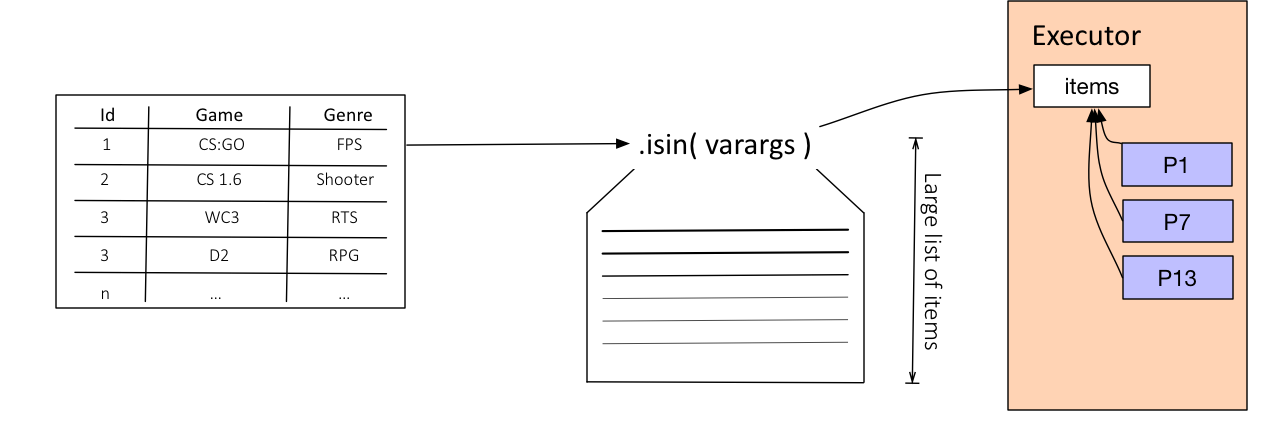 Id Game Genre
1 CS:GO FPS
2 CS 1.6 Shooter
3 WC3 RTS
3 D2 RPG
n ... ...
.isin( varargs )
Large list of items
Executor
items
P1
P7
P13